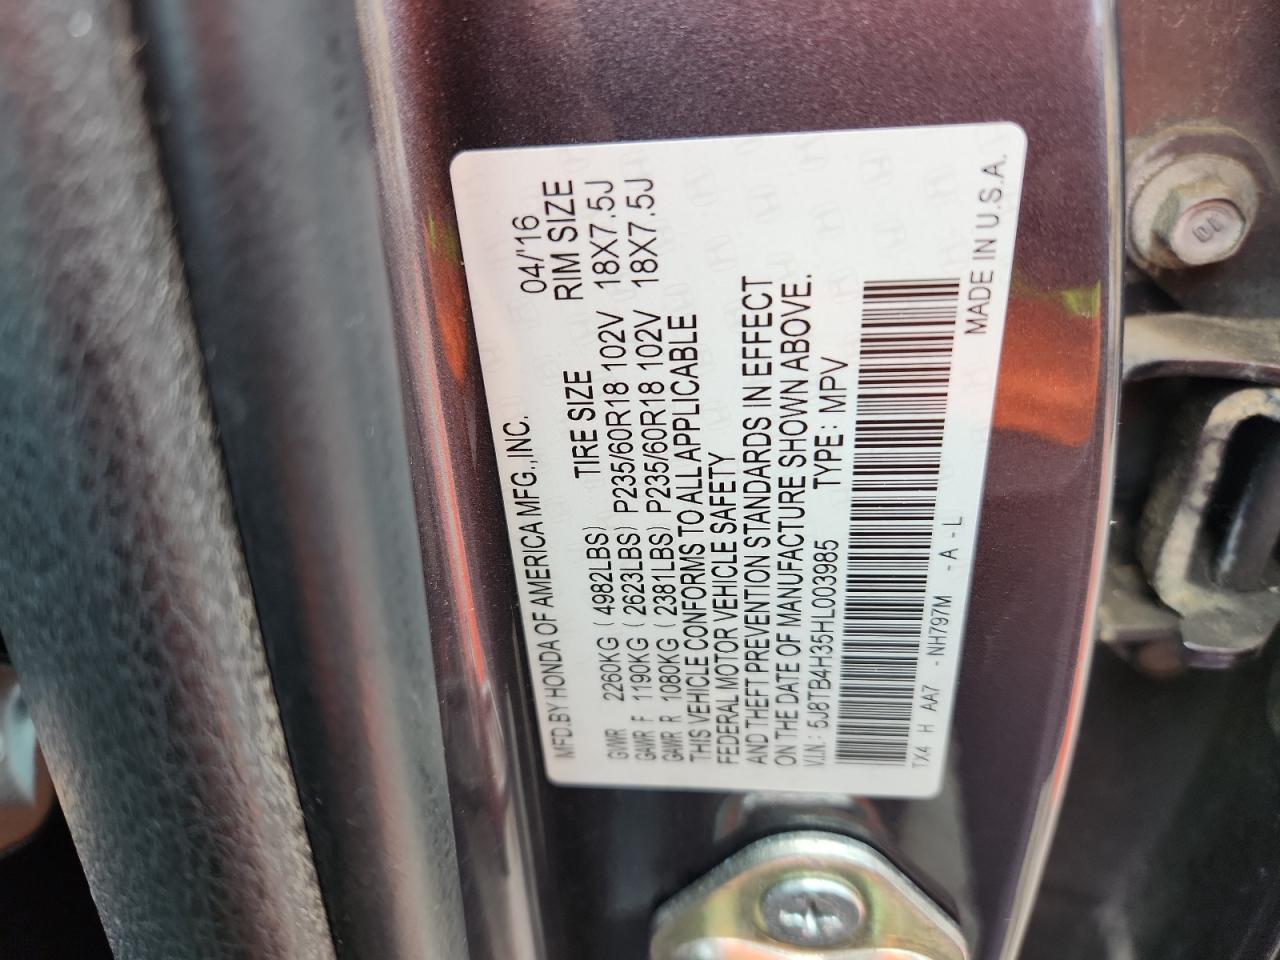 MFD.BY HONDA OF AMERICA MFG.,INC. 04/'16
TIRE SIZE RIM SIZE
GVWR 2260KG ( 4982LBS)
GAWR F 1190KG ( 2623LBS) P235/60R18 102V 18X7.5J
GAWR R 1080KG ( 2381LBS) P235/60R18 102V 18X7.5J
THIS VEHICLE CONFORMS TO ALL APPLICABLE
FEDERAL MOTOR VEHICLE SAFETY
AND THEFT PREVENTION STANDARDS IN EFFECT
ON THE DATE OF MANUFACTURE SHOWN ABOVE.
V.I.N.: 5J8TB4H35HL003985 TYPE: MPV
TX4 H AA7 -NH797M -A-L
MADE IN U.S.A.